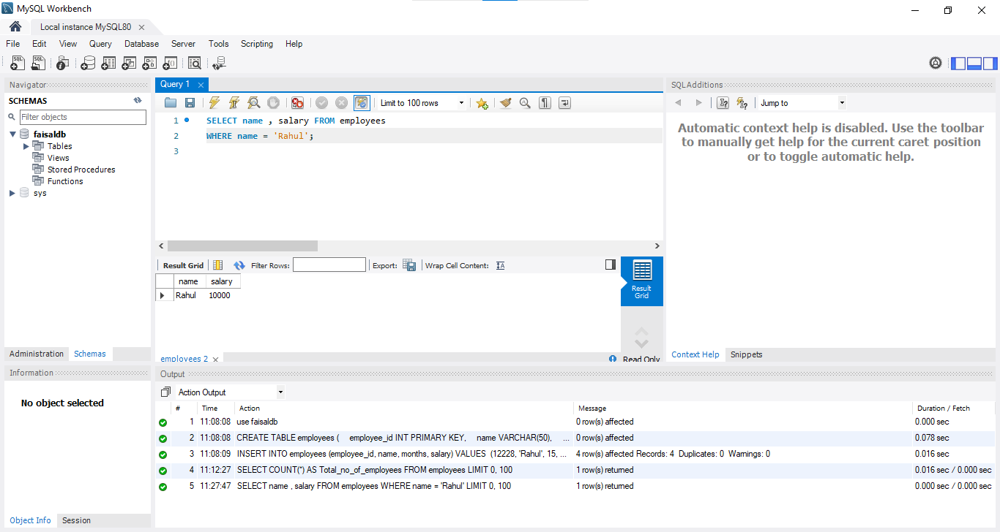 MySQL Workbench
Local instance MySQL80
File Edit View Query Database Server Tools Scripting Help
Navigator
SCHEMAS
Filter objects
faisaldb
Tables
Views
Stored Procedures
Functions
sys
Administration Schemas
Information
No object selected
Object Info Session
Query 1
Limit to 100 rows
1 SELECT name , salary FROM employees
2 WHERE name = 'Rahul';
3
Result Grid Filter Rows: Export: Wrap Cell Content:
name salary
Rahul 10000
Result
Grid
employees 2
Read Only
SQLAdditions
Jump to
Automatic context help is disabled. Use the toolbar
to manually get help for the current caret position
or to toggle automatic help.
Context Help Snippets
Output
Action Output
# Time Action Message Duration / Fetch
1 11:08:08 use faisaldb 0 row(s) affected 0.000 sec
2 11:08:08 CREATE TABLE employees ( employee_id INT PRIMARY KEY, name VARCHAR(50), ... 0 row(s) affected 0.078 sec
3 11:08:09 INSERT INTO employees (employee_id, name, months, salary) VALUES (12228, 'Rahul', 15, ... 4 row(s) affected Records: 4 Duplicates: 0 Warnings: 0 0.016 sec
4 11:12:27 SELECT COUNT(*) AS Total_no_of_employees FROM employees LIMIT 0, 100 1 row(s) returned 0.016 sec / 0.000 sec
5 11:27:47 SELECT name , salary FROM employees WHERE name = 'Rahul' LIMIT 0, 100 1 row(s) returned 0.000 sec / 0.000 sec